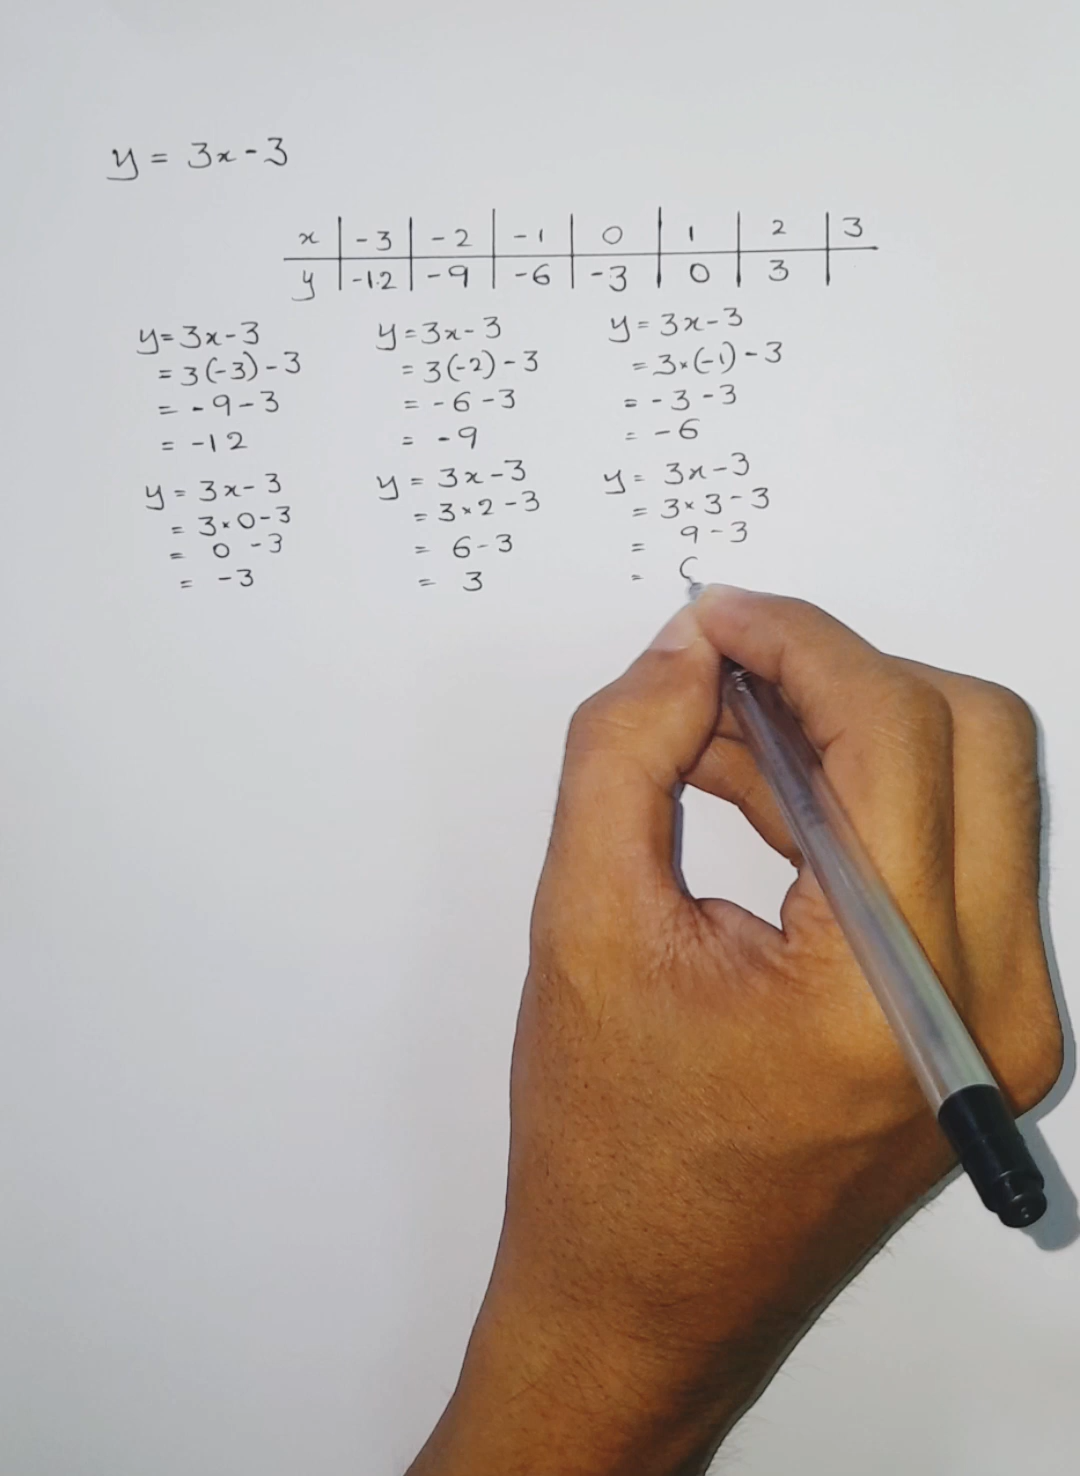 y = 3x - 3
x | -3 | -2 | -1 | 0 | 1 | 2 | 3
y | -12 | -9 | -6 | -3 | 0 | 3 |
y = 3x - 3
= 3(-3) - 3
= -9 - 3
= -12
y = 3x - 3
= 3(-2) - 3
= -6 - 3
= -9
y = 3x - 3
= 3×(-1) - 3
= -3 - 3
= -6
y = 3x - 3
= 3×0 - 3
= 0 - 3
= -3
y = 3x - 3
= 3×2 - 3
= 6 - 3
= 3
y = 3x - 3
= 3×3 - 3
= 9 - 3
=